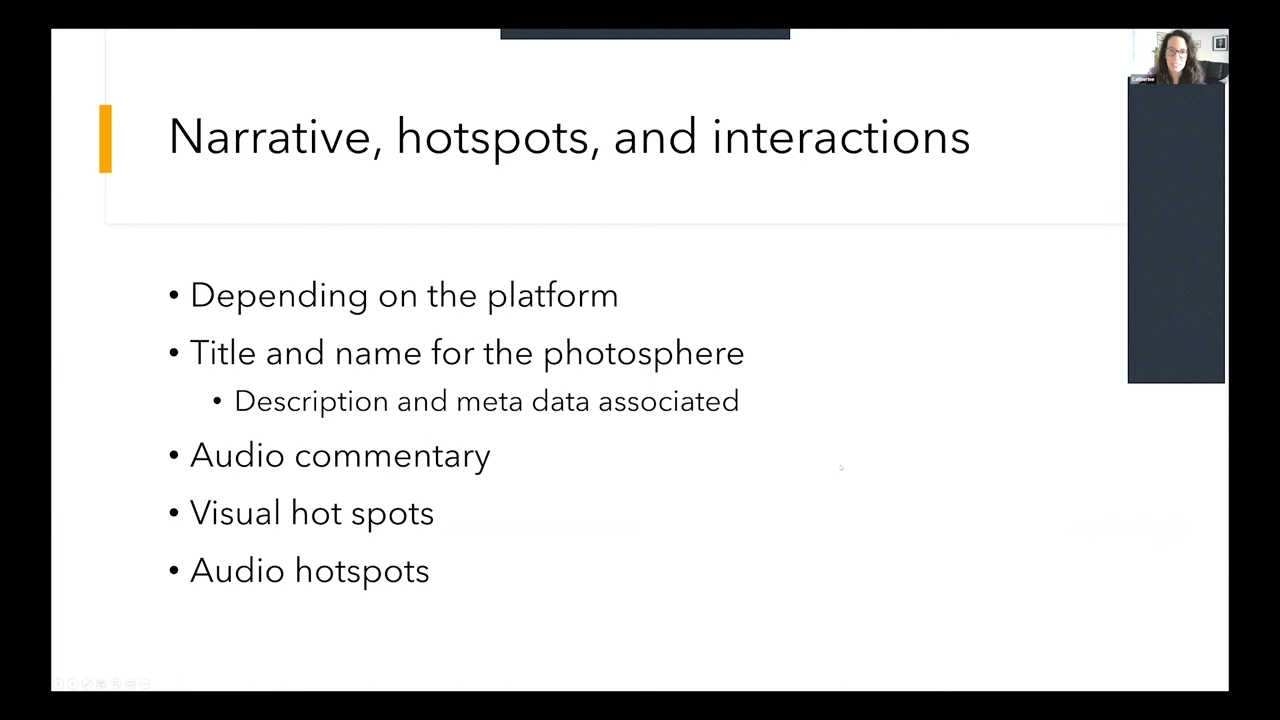 Catherine
Narrative, hotspots, and interactions
• Depending on the platform
• Title and name for the photosphere
• Description and meta data associated
• Audio commentary
• Visual hot spots
• Audio hotspots